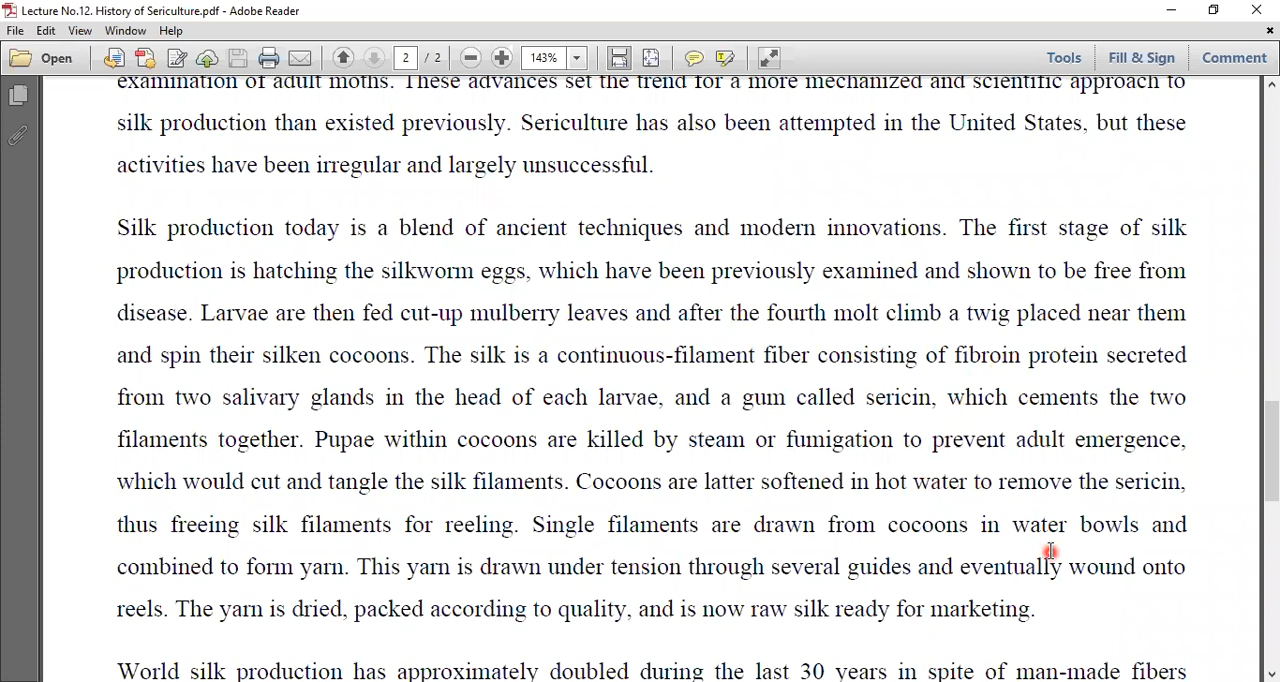 Lecture No.12. History of Sericulture.pdf - Adobe Reader
File Edit View Window Help
Open 2 / 2 143% Tools Fill & Sign Comment
examination of adult moths. These advances set the trend for a more mechanized and scientific approach to
silk production than existed previously. Sericulture has also been attempted in the United States, but these
activities have been irregular and largely unsuccessful.
Silk production today is a blend of ancient techniques and modern innovations. The first stage of silk
production is hatching the silkworm eggs, which have been previously examined and shown to be free from
disease. Larvae are then fed cut-up mulberry leaves and after the fourth molt climb a twig placed near them
and spin their silken cocoons. The silk is a continuous-filament fiber consisting of fibroin protein secreted
from two salivary glands in the head of each larvae, and a gum called sericin, which cements the two
filaments together. Pupae within cocoons are killed by steam or fumigation to prevent adult emergence,
which would cut and tangle the silk filaments. Cocoons are latter softened in hot water to remove the sericin,
thus freeing silk filaments for reeling. Single filaments are drawn from cocoons in water bowls and
combined to form yarn. This yarn is drawn under tension through several guides and eventually wound onto
reels. The yarn is dried, packed according to quality, and is now raw silk ready for marketing.
World silk production has approximately doubled during the last 30 years in spite of man-made fibers